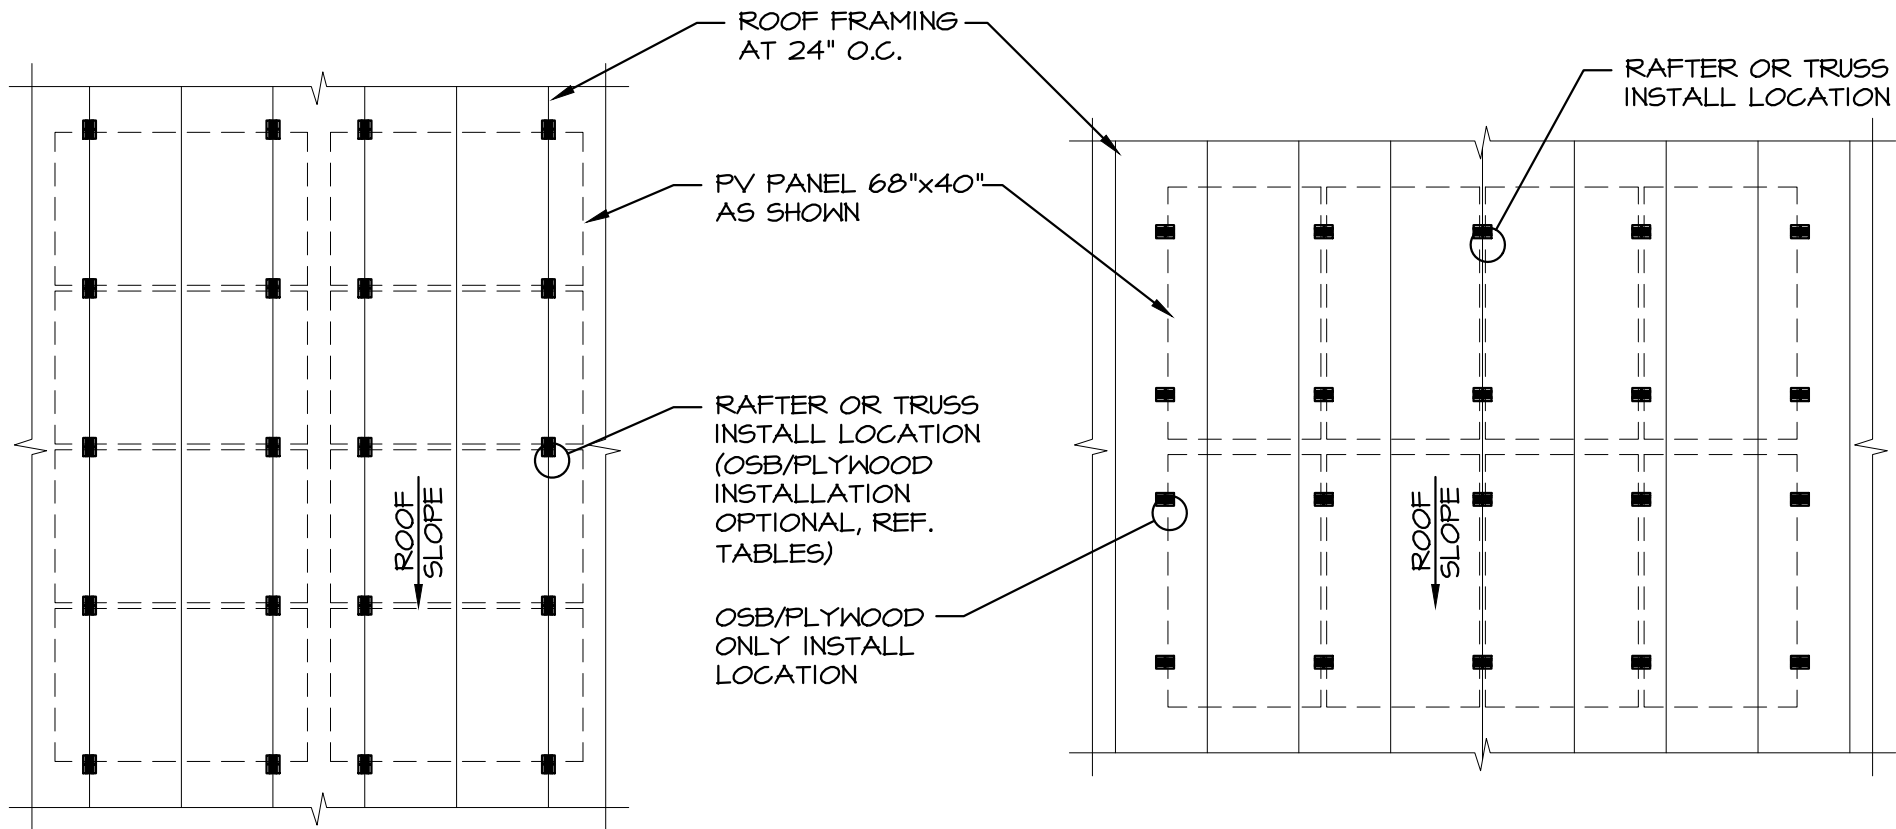 ROOF FRAMING
AT 24" O.C.
RAFTER OR TRUSS
INSTALL LOCATION
PV PANEL 68"x40"
AS SHOWN
RAFTER OR TRUSS
INSTALL LOCATION
(OSB/PLYWOOD
INSTALLATION
OPTIONAL, REF.
TABLES)
ROOF
SLOPE
ROOF
SLOPE
OSB/PLYWOOD
ONLY INSTALL
LOCATION